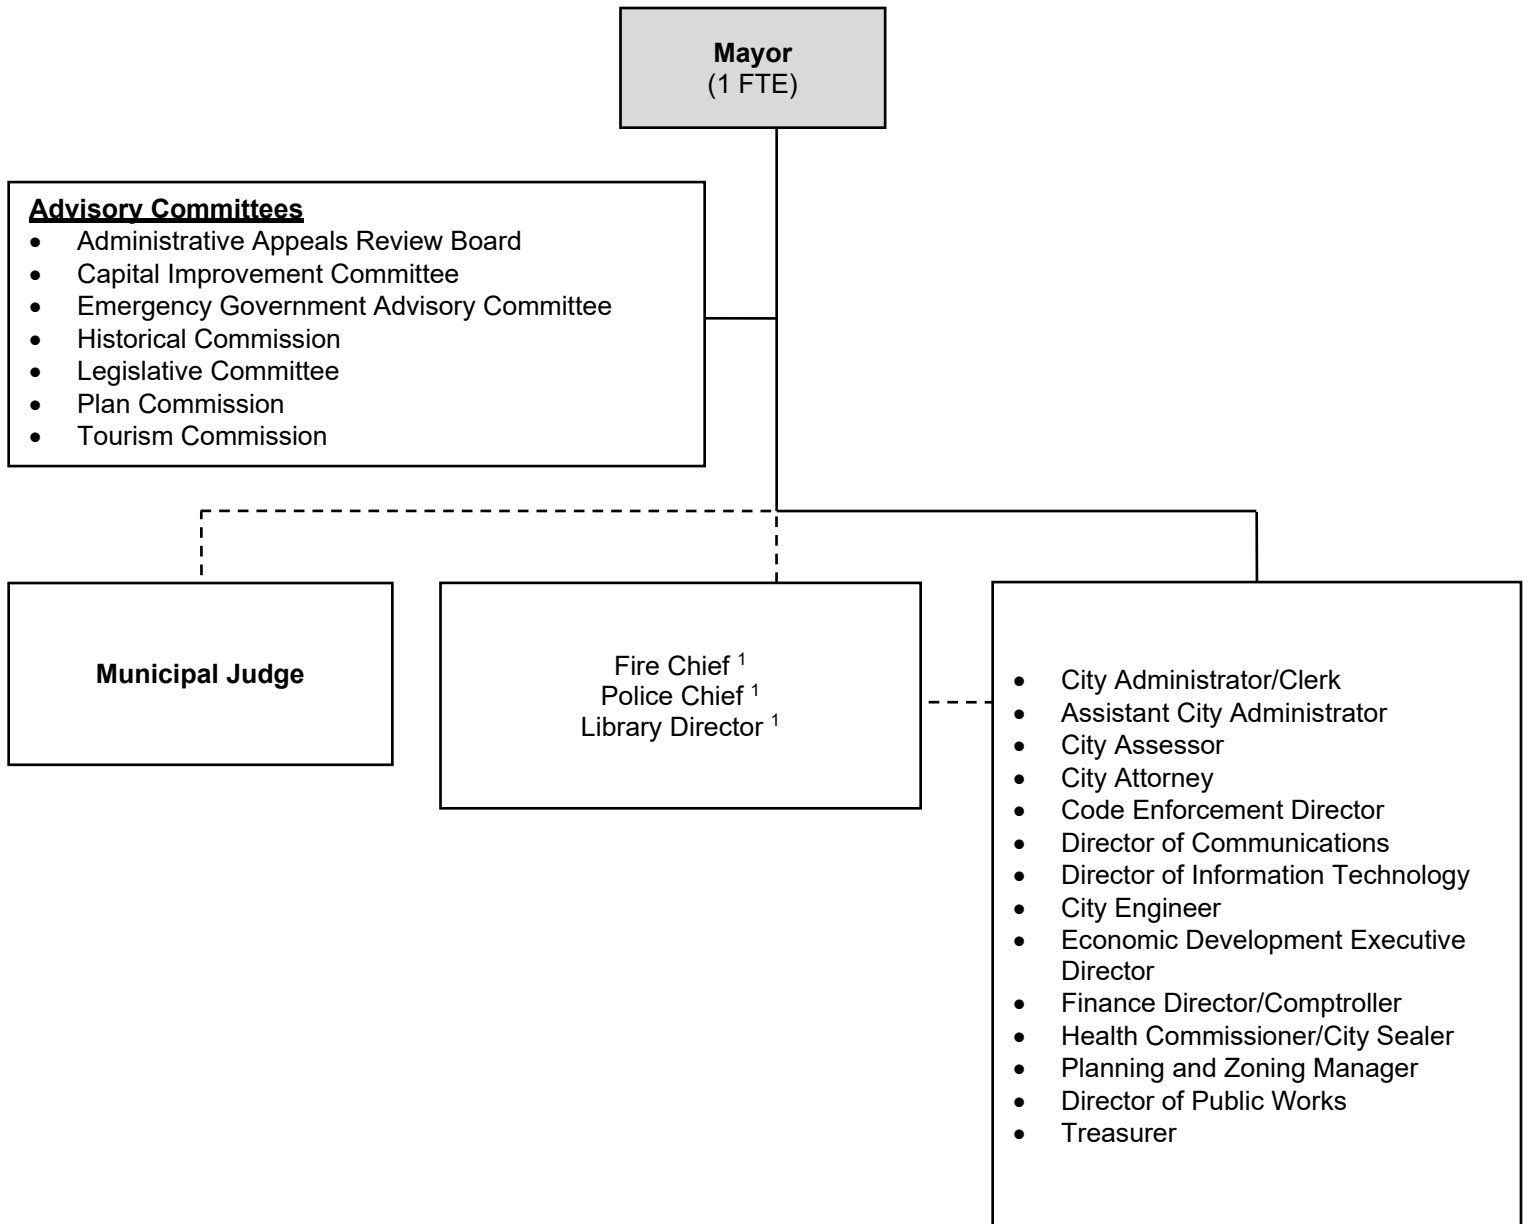 Mayor
(1 FTE)
Advisory Committees
• Administrative Appeals Review Board
• Capital Improvement Committee
• Emergency Government Advisory Committee
• Historical Commission
• Legislative Committee
• Plan Commission
• Tourism Commission
Municipal Judge
Fire Chief ¹
Police Chief ¹
Library Director ¹
• City Administrator/Clerk
• Assistant City Administrator
• City Assessor
• City Attorney
• Code Enforcement Director
• Director of Communications
• Director of Information Technology
• City Engineer
• Economic Development Executive
Director
• Finance Director/Comptroller
• Health Commissioner/City Sealer
• Planning and Zoning Manager
• Director of Public Works
• Treasurer